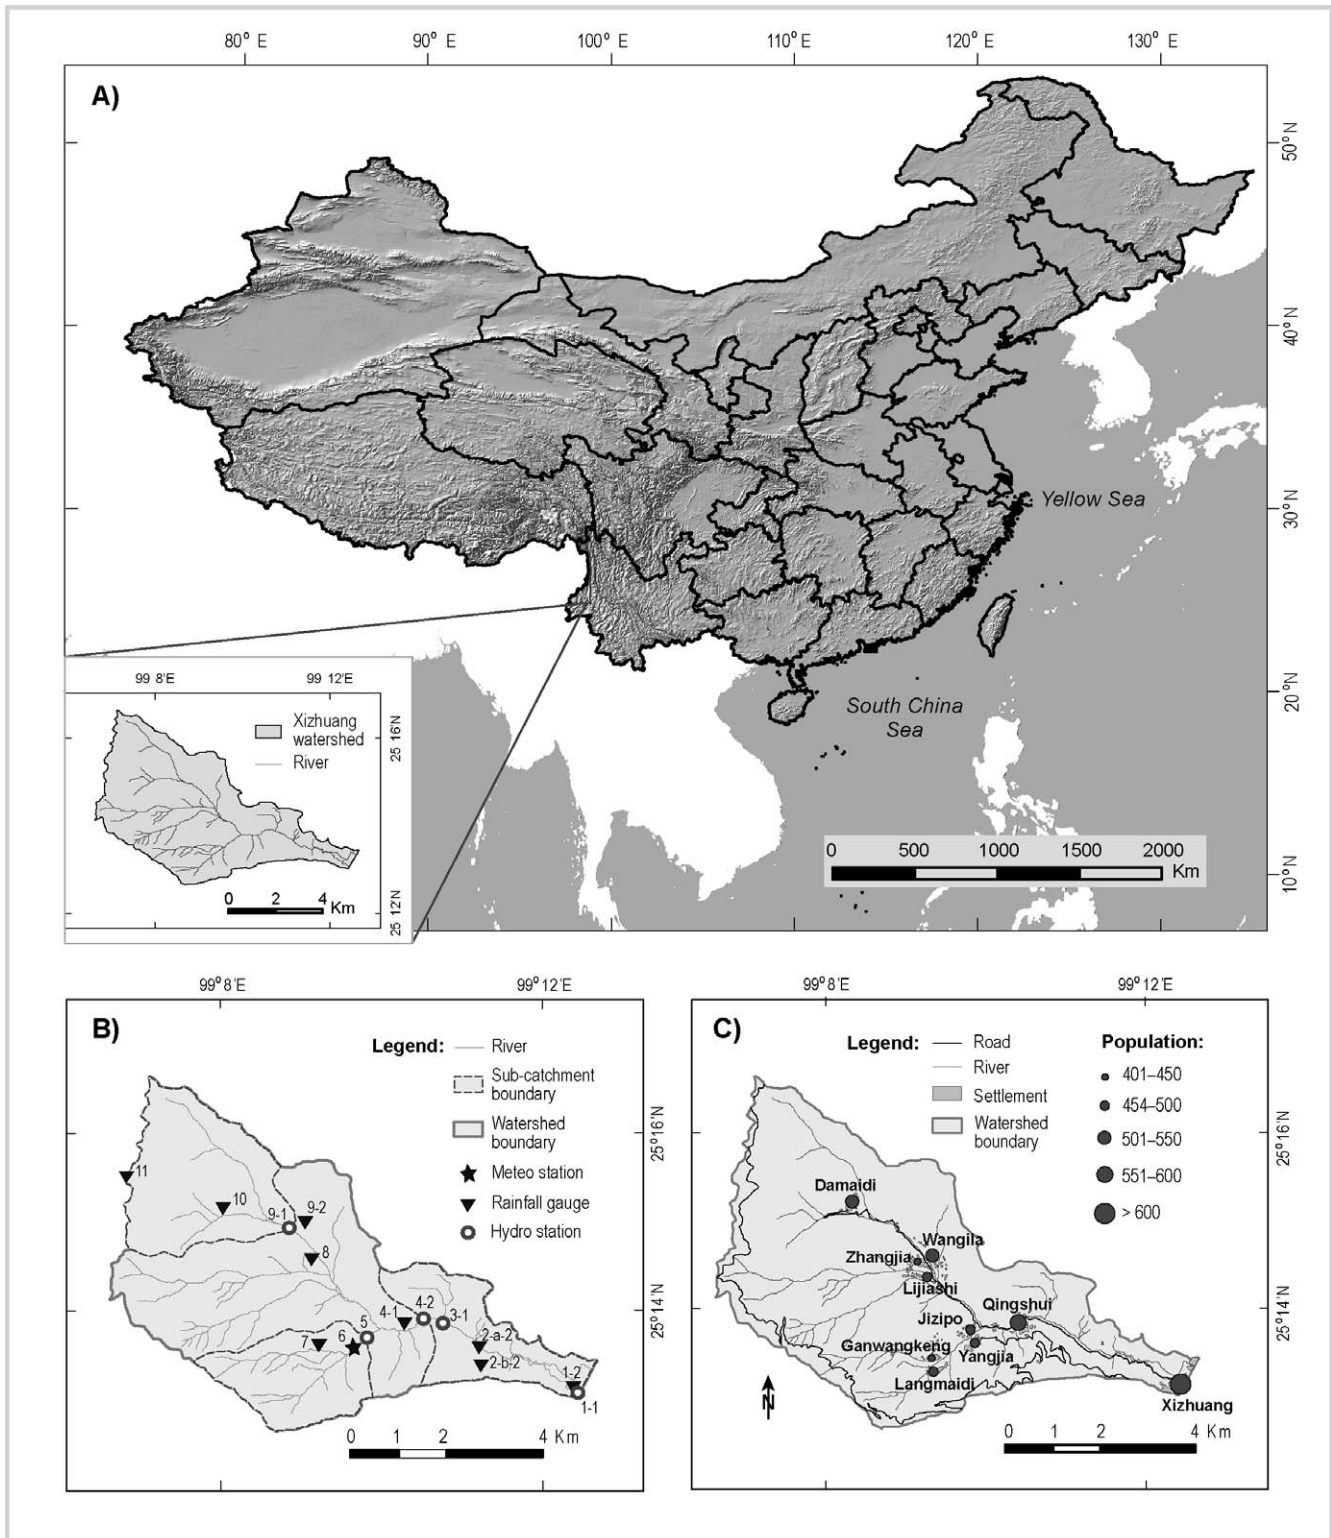 80° E 90° E 100° E 110° E 120° E 130° E
A)
50° N
40° N
30° N
20° N
10° N
Yellow Sea
South China
Sea
0 500 1000 1500 2000
Km
99 8'E 99 12'E
Xizhuang
watershed
River
25 16'N
25 12'N
0 2 4
Km
99° 8'E 99° 12'E
B)
Legend:
River
Sub-catchment
boundary
Watershed
boundary
Meteo station
Rainfall gauge
Hydro station
25° 16'N
25° 14'N
11
10
9-1
9-2
8
4-1
4-2
3-1
5
6
7
2-a-2
2-b-2
1-2
1-1
0 1 2 4 Km
99° 8'E 99° 12'E
C)
Legend:
Road
River
Settlement
Watershed
boundary
Population:
401–450
454–500
501–550
551–600
> 600
25° 16'N
25° 14'N
Damaidi
Wangila
Zhangjia
Lijiashi
Qingshui
Jizipo
Ganwangkeng
Yangjia
Langmaidi
Xizhuang
N
0 1 2 4 Km